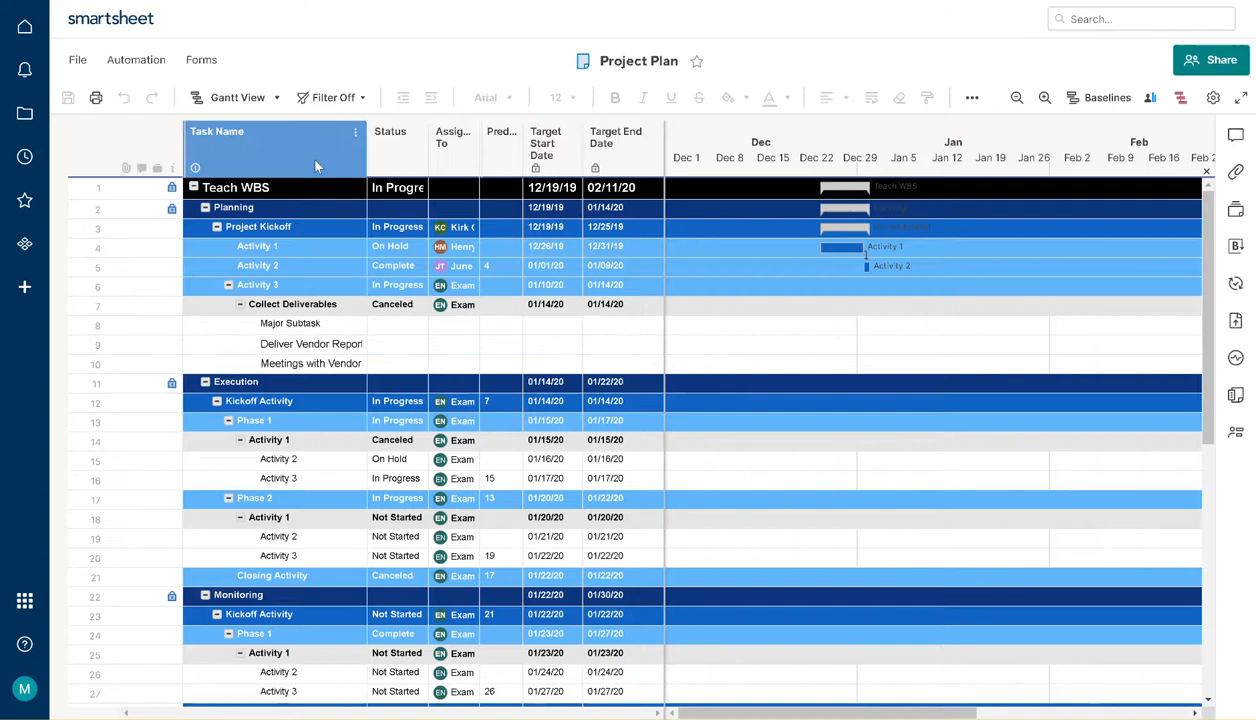 smartsheet
Search...
File Automation Forms
Project Plan
Share
Gantt View Filter Off Arial 12 B I U S A ••• Baselines
Task Name Status Assig... To Pred... Target Start Date Target End Date
Dec Jan Feb
Dec 1 Dec 8 Dec 15 Dec 22 Dec 29 Jan 5 Jan 12 Jan 19 Jan 26 Feb 2 Feb 9 Feb 16 Feb 2
1 Teach WBS In Progre 12/19/19 02/11/20 Teach WBS
2 Planning 12/19/19 01/14/20
3 Project Kickoff In Progress KC Kirk C 12/19/19 12/25/19
4 Activity 1 On Hold HM Henry 12/26/19 12/31/19 Activity 1
5 Activity 2 Complete JT June 4 01/01/20 01/09/20 Activity 2
6 Activity 3 In Progress EN Exam 01/10/20 01/14/20
7 Collect Deliverables Canceled EN Exam 01/14/20 01/14/20
8 Major Subtask
9 Deliver Vendor Report
10 Meetings with Vendor
11 Execution 01/14/20 01/22/20
12 Kickoff Activity In Progress EN Exam 7 01/14/20 01/14/20
13 Phase 1 In Progress EN Exam 01/15/20 01/17/20
14 Activity 1 Canceled EN Exam 01/15/20 01/15/20
15 Activity 2 On Hold EN Exam 01/16/20 01/16/20
16 Activity 3 In Progress EN Exam 15 01/17/20 01/17/20
17 Phase 2 In Progress EN Exam 13 01/20/20 01/22/20
18 Activity 1 Not Started EN Exam 01/20/20 01/20/20
19 Activity 2 Not Started EN Exam 01/21/20 01/21/20
20 Activity 3 Not Started EN Exam 19 01/22/20 01/22/20
21 Closing Activity Canceled EN Exam 17 01/22/20 01/22/20
22 Monitoring 01/22/20 01/30/20
23 Kickoff Activity Not Started EN Exam 21 01/22/20 01/22/20
24 Phase 1 Complete EN Exam 01/23/20 01/27/20
25 Activity 1 Not Started EN Exam 01/23/20 01/23/20
26 Activity 2 Not Started EN Exam 01/24/20 01/24/20
27 Activity 3 Not Started EN Exam 26 01/27/20 01/27/20
M